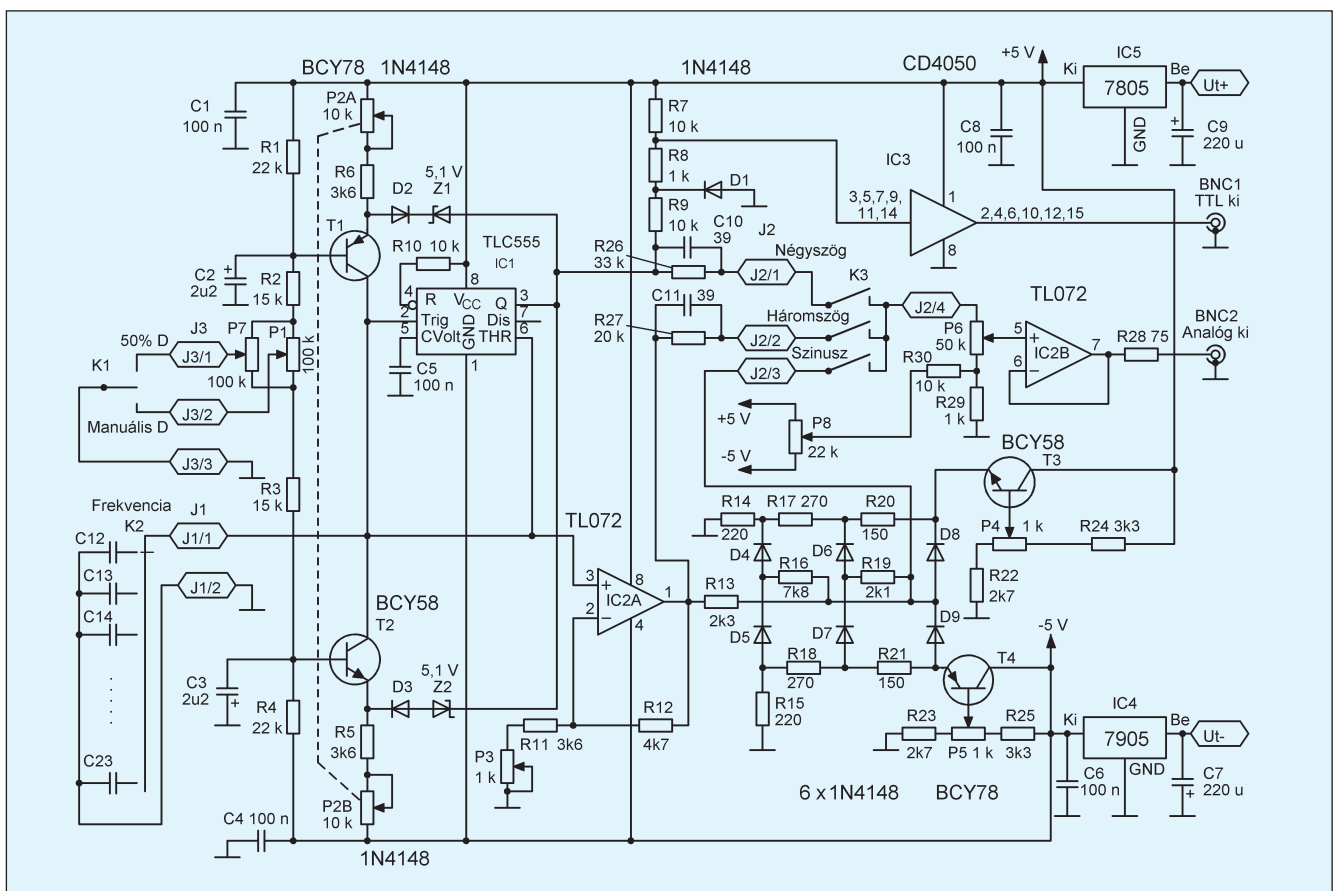 BCY78 1N4148 1N4148 CD4050 +5 V IC5
Ki Be
7805 Ut+
GND
C1
100 n
P2A
10 k
R7
10 k
C8
100 n
C9
220 u
R1
22 k
R6
3k6
D2 5,1 V
Z1
R8
1 k
D1
IC3
3,5,7,9,
11,14
1
8
2,4,6,10,12,15
BNC1
TTL ki
T1
R9
10 k
C10
39
J2
R10 10 k
TLC555
IC1
R26
33 k
Négyszög
J2/1
K3
C2
2u2
R2
15 k
4 R
8
VCC
Q 3
2 Trig
Dis 7
5 CVolt
GND
THR 6
1
C5
100 n
C11 39
R27
20 k
Háromszög
J2/2
Szinusz
J2/3
J2/4
TL072
P6
50 k
5
+
6
–
IC2B
7
R28 75
BNC2
Analóg ki
J3
50% D
K1
J3/1
P7
100 k
P1
100 k
J3/2
Manuális D
J3/3
R30
10 k
R29
1 k
+5 V
-5 V
P8
22 k
BCY58
T3
R3
15 k
Frekvencia
K2
J1
J1/1
J1/2
C12
C13
C14
C23
TL072
3
+
2
–
8
IC2A
4
1
R13
2k3
R14
220
R17 270
R20
150
D4
R16
7k8
D6
R19
2k1
D8
D5
D7
D9
R18
270
R21
150
R15
220
P4 1 k
R24 3k3
R22
2k7
BCY58
T2
T4
-5 V
C3
2u2
R4
22 k
D3
5,1 V
Z2
R5
3k6
P3
1 k
R11 3k6
R12
4k7
R23
2k7
P5 1 k
R25
3k3
Ki
IC4
Be
7905
GND
Ut-
C6
100 n
C7
220 u
P2B
10 k
6 x 1N4148 BCY78
C4 100 n
1N4148